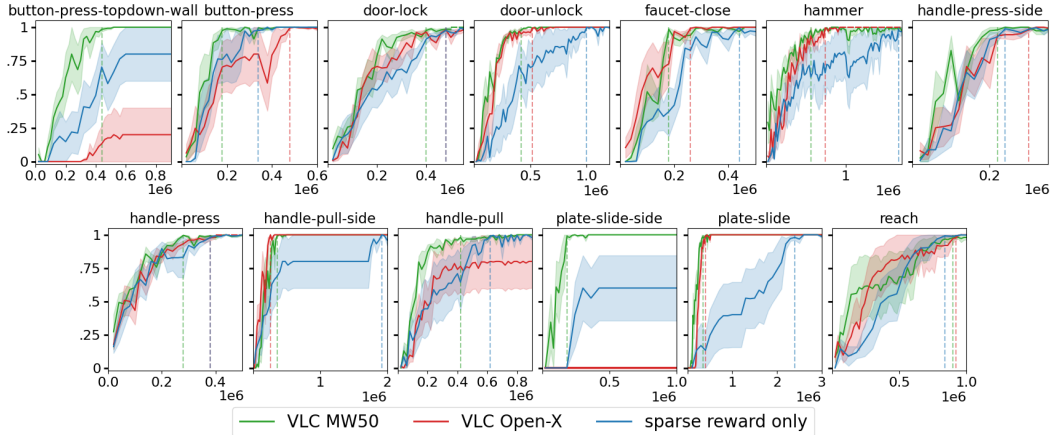 button-press-topdown-wall button-press door-lock door-unlock faucet-close hammer handle-press-side
1
.75
.5
.25
0
0.0 0.2 0.4 0.6 0.8 0.2 0.4 0.6 0.2 0.4 0.6 0.5 1.0 0.2 0.4 1 0.2
1e6 1e6 1e6 1e6 1e6 1e6 1e6
handle-press handle-pull-side handle-pull plate-slide-side plate-slide reach
1
.75
.5
.25
0
0.0 0.2 0.4 1 2 0.2 0.4 0.6 0.8 0.5 1.0 1 2 3 0.5 1.0
1e6 1e6 1e6 1e6 1e6 1e6
VLC MW50 VLC Open-X sparse reward only